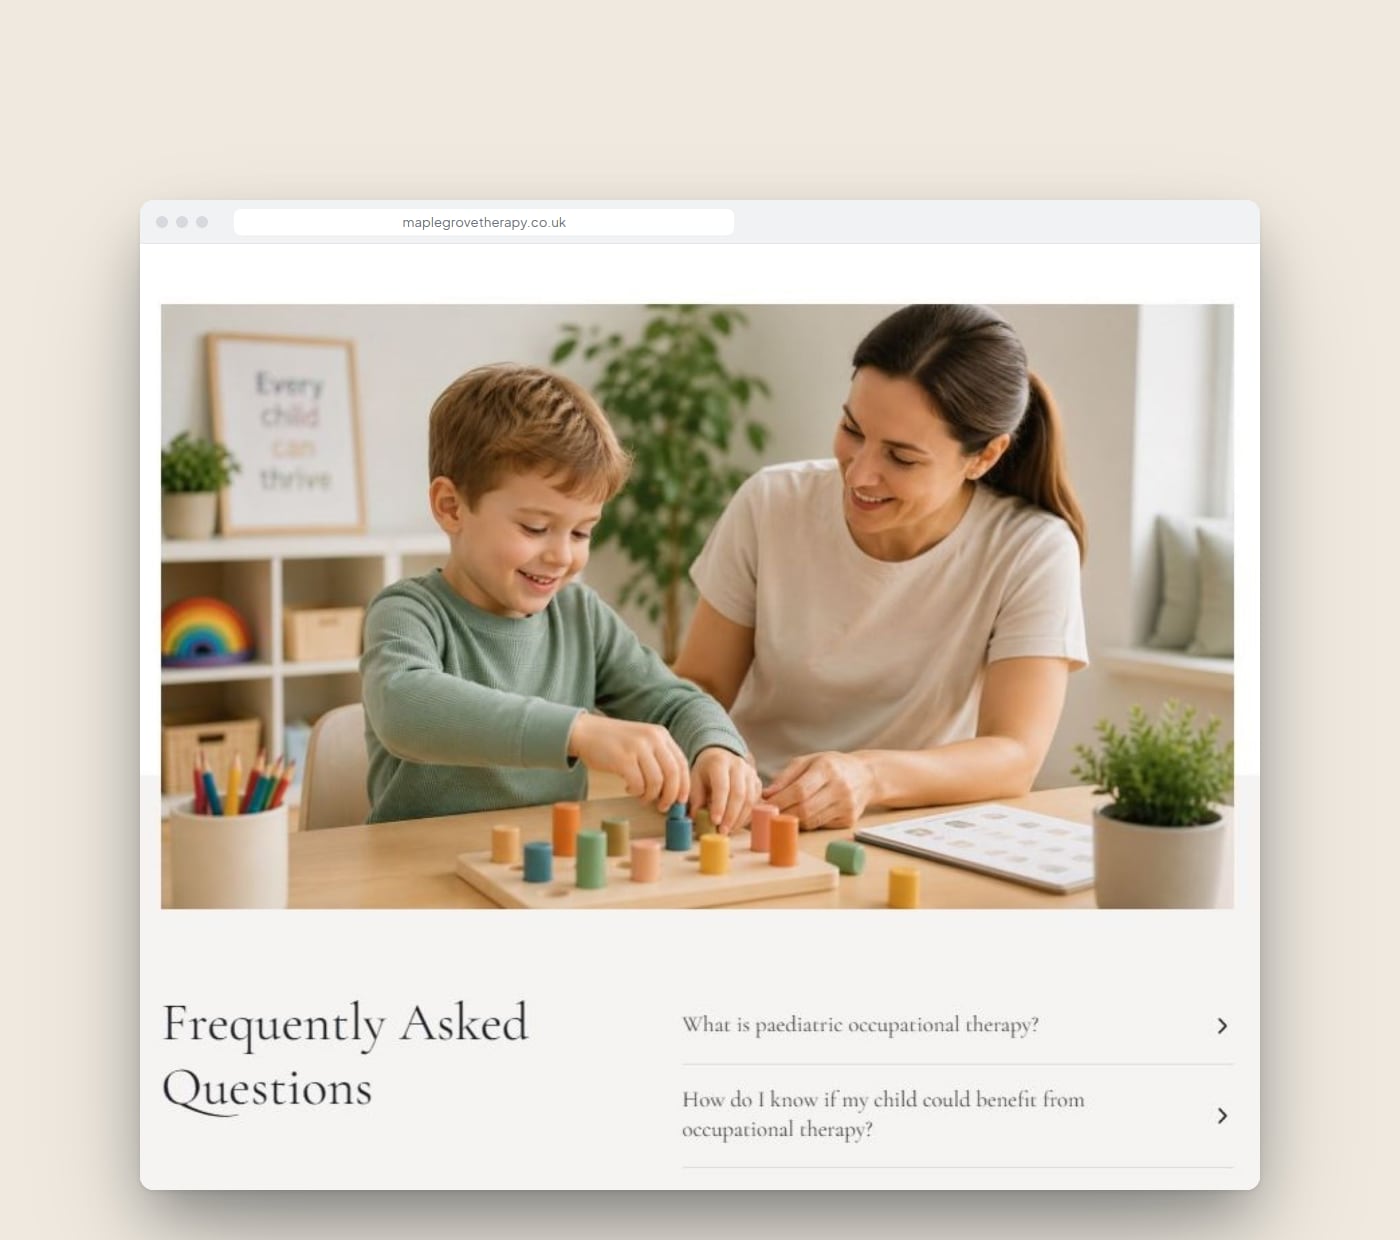 maplegrovetherapy.co.uk
Every
child
can
thrive
Frequently Asked
Questions
What is paediatric occupational therapy?
How do I know if my child could benefit from
occupational therapy?